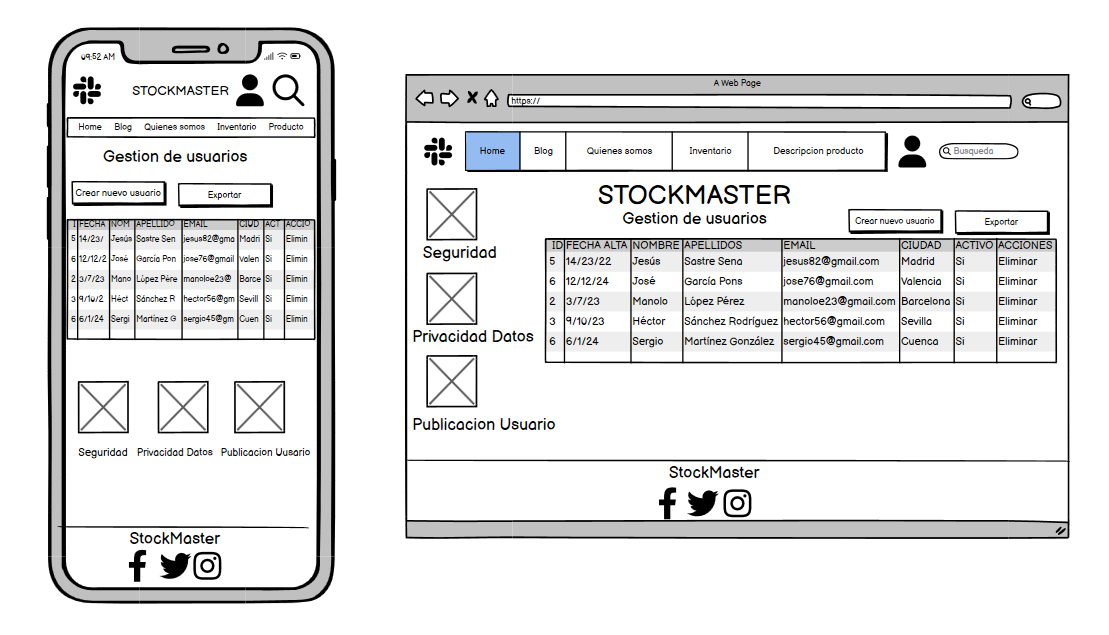 09:52 AM
STOCKMASTER
Home Blog Quienes somos Inventario Producto
Gestion de usuarios
Crear nuevo usuario Exportar
I FECHA NOM APELLIDO EMAIL CIUD ACT ACCIO
5 14/23/ Jesús Sastre Sen jesus82@gma Madri Si Elimin
6 12/12/2 José García Pon jose76@gmail Valen Si Elimin
2 3/7/23 Mano López Pére manoloe23@ Barce Si Elimin
3 9/10/2 Héct Sánchez R hector56@gm Sevill Si Elimin
6 6/1/24 Sergi Martínez G sergio45@gm Cuen Si Elimin
Seguridad Privacidad Datos Publicacion Uusario
StockMaster
A Web Page
https://
Home Blog Quienes somos Inventario Descripcion producto Busqueda
STOCKMASTER
Gestion de usuarios
Crear nuevo usuario Exportar
Seguridad
Privacidad Datos
Publicacion Usuario
ID FECHA ALTA NOMBRE APELLIDOS EMAIL CIUDAD ACTIVO ACCIONES
5 14/23/22 Jesús Sastre Sena jesus82@gmail.com Madrid Si Eliminar
6 12/12/24 José García Pons jose76@gmail.com Valencia Si Eliminar
2 3/7/23 Manolo López Pérez manoloe23@gmail.com Barcelona Si Eliminar
3 9/10/23 Héctor Sánchez Rodríguez hector56@gmail.com Sevilla Si Eliminar
6 6/1/24 Sergio Martínez González sergio45@gmail.com Cuenca Si Eliminar
StockMaster